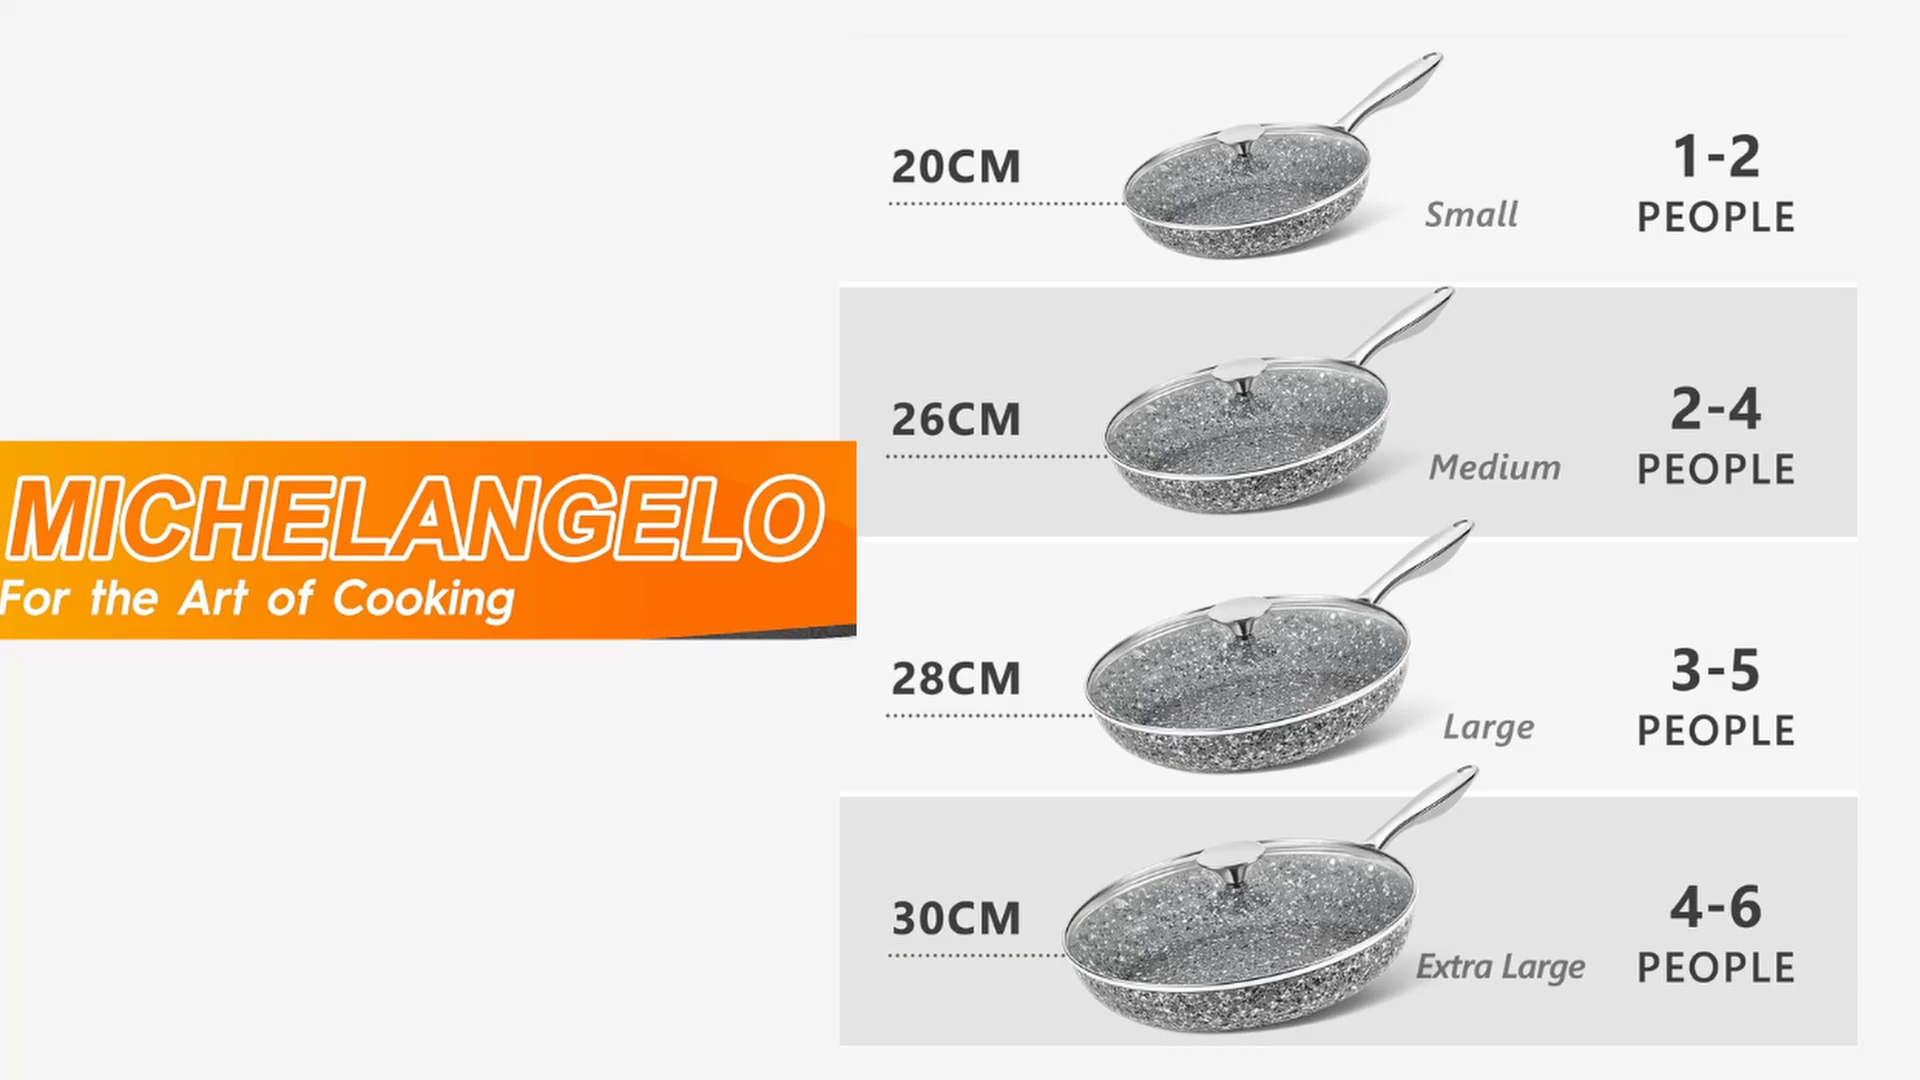 MICHELANGELO
For the Art of Cooking
20CM
Small
1-2
PEOPLE
26CM
Medium
2-4
PEOPLE
28CM
Large
3-5
PEOPLE
30CM
Extra Large
4-6
PEOPLE